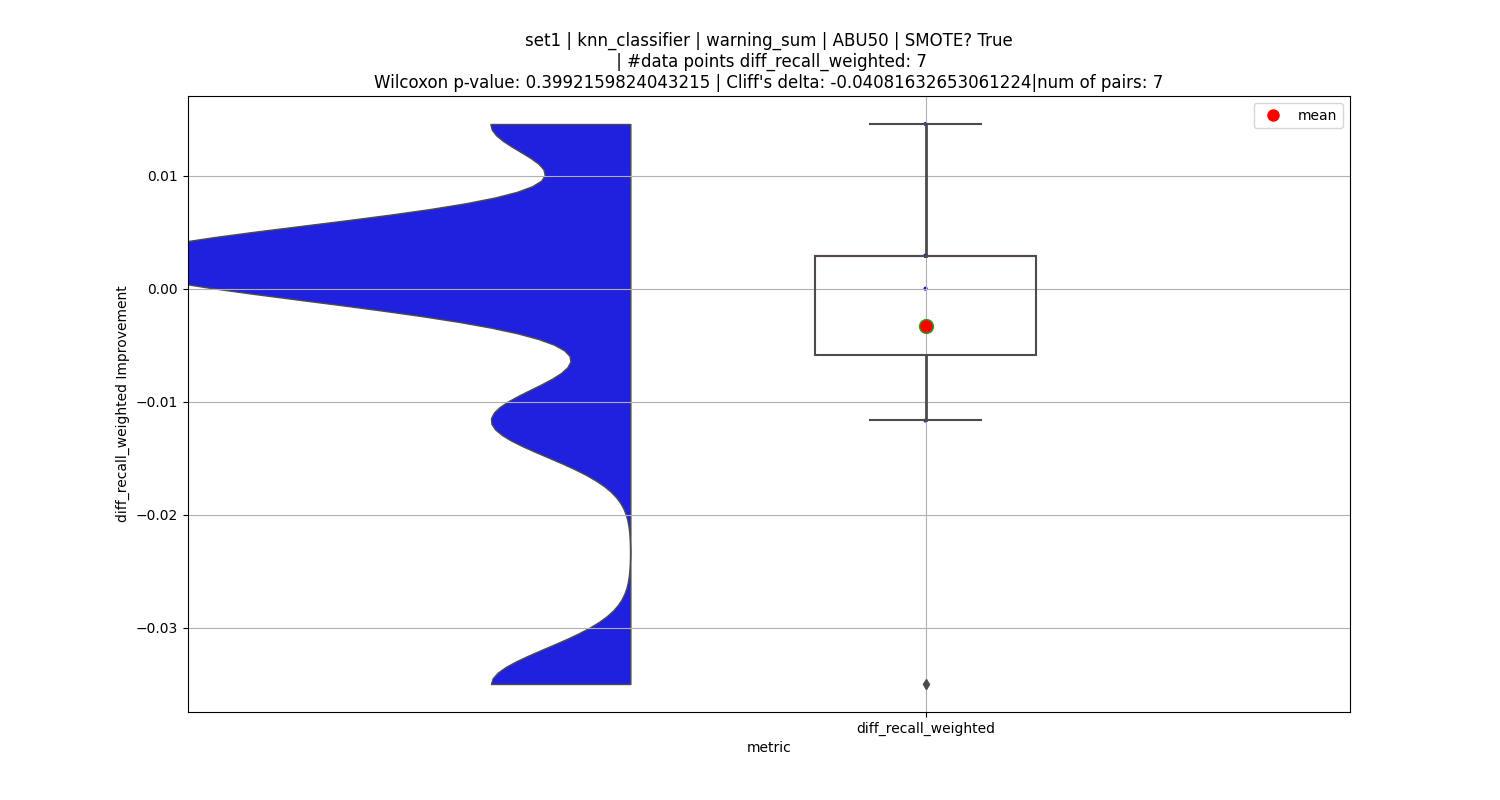 set1 | knn_classifier | warning_sum | ABU50 | SMOTE? True
| #data points diff_recall_weighted: 7
Wilcoxon p-value: 0.3992159824043215 | Cliff's delta: -0.04081632653061224|num of pairs: 7
mean
0.01
0.00
−0.01
−0.02
−0.03
diff_recall_weighted Improvement
diff_recall_weighted
metric